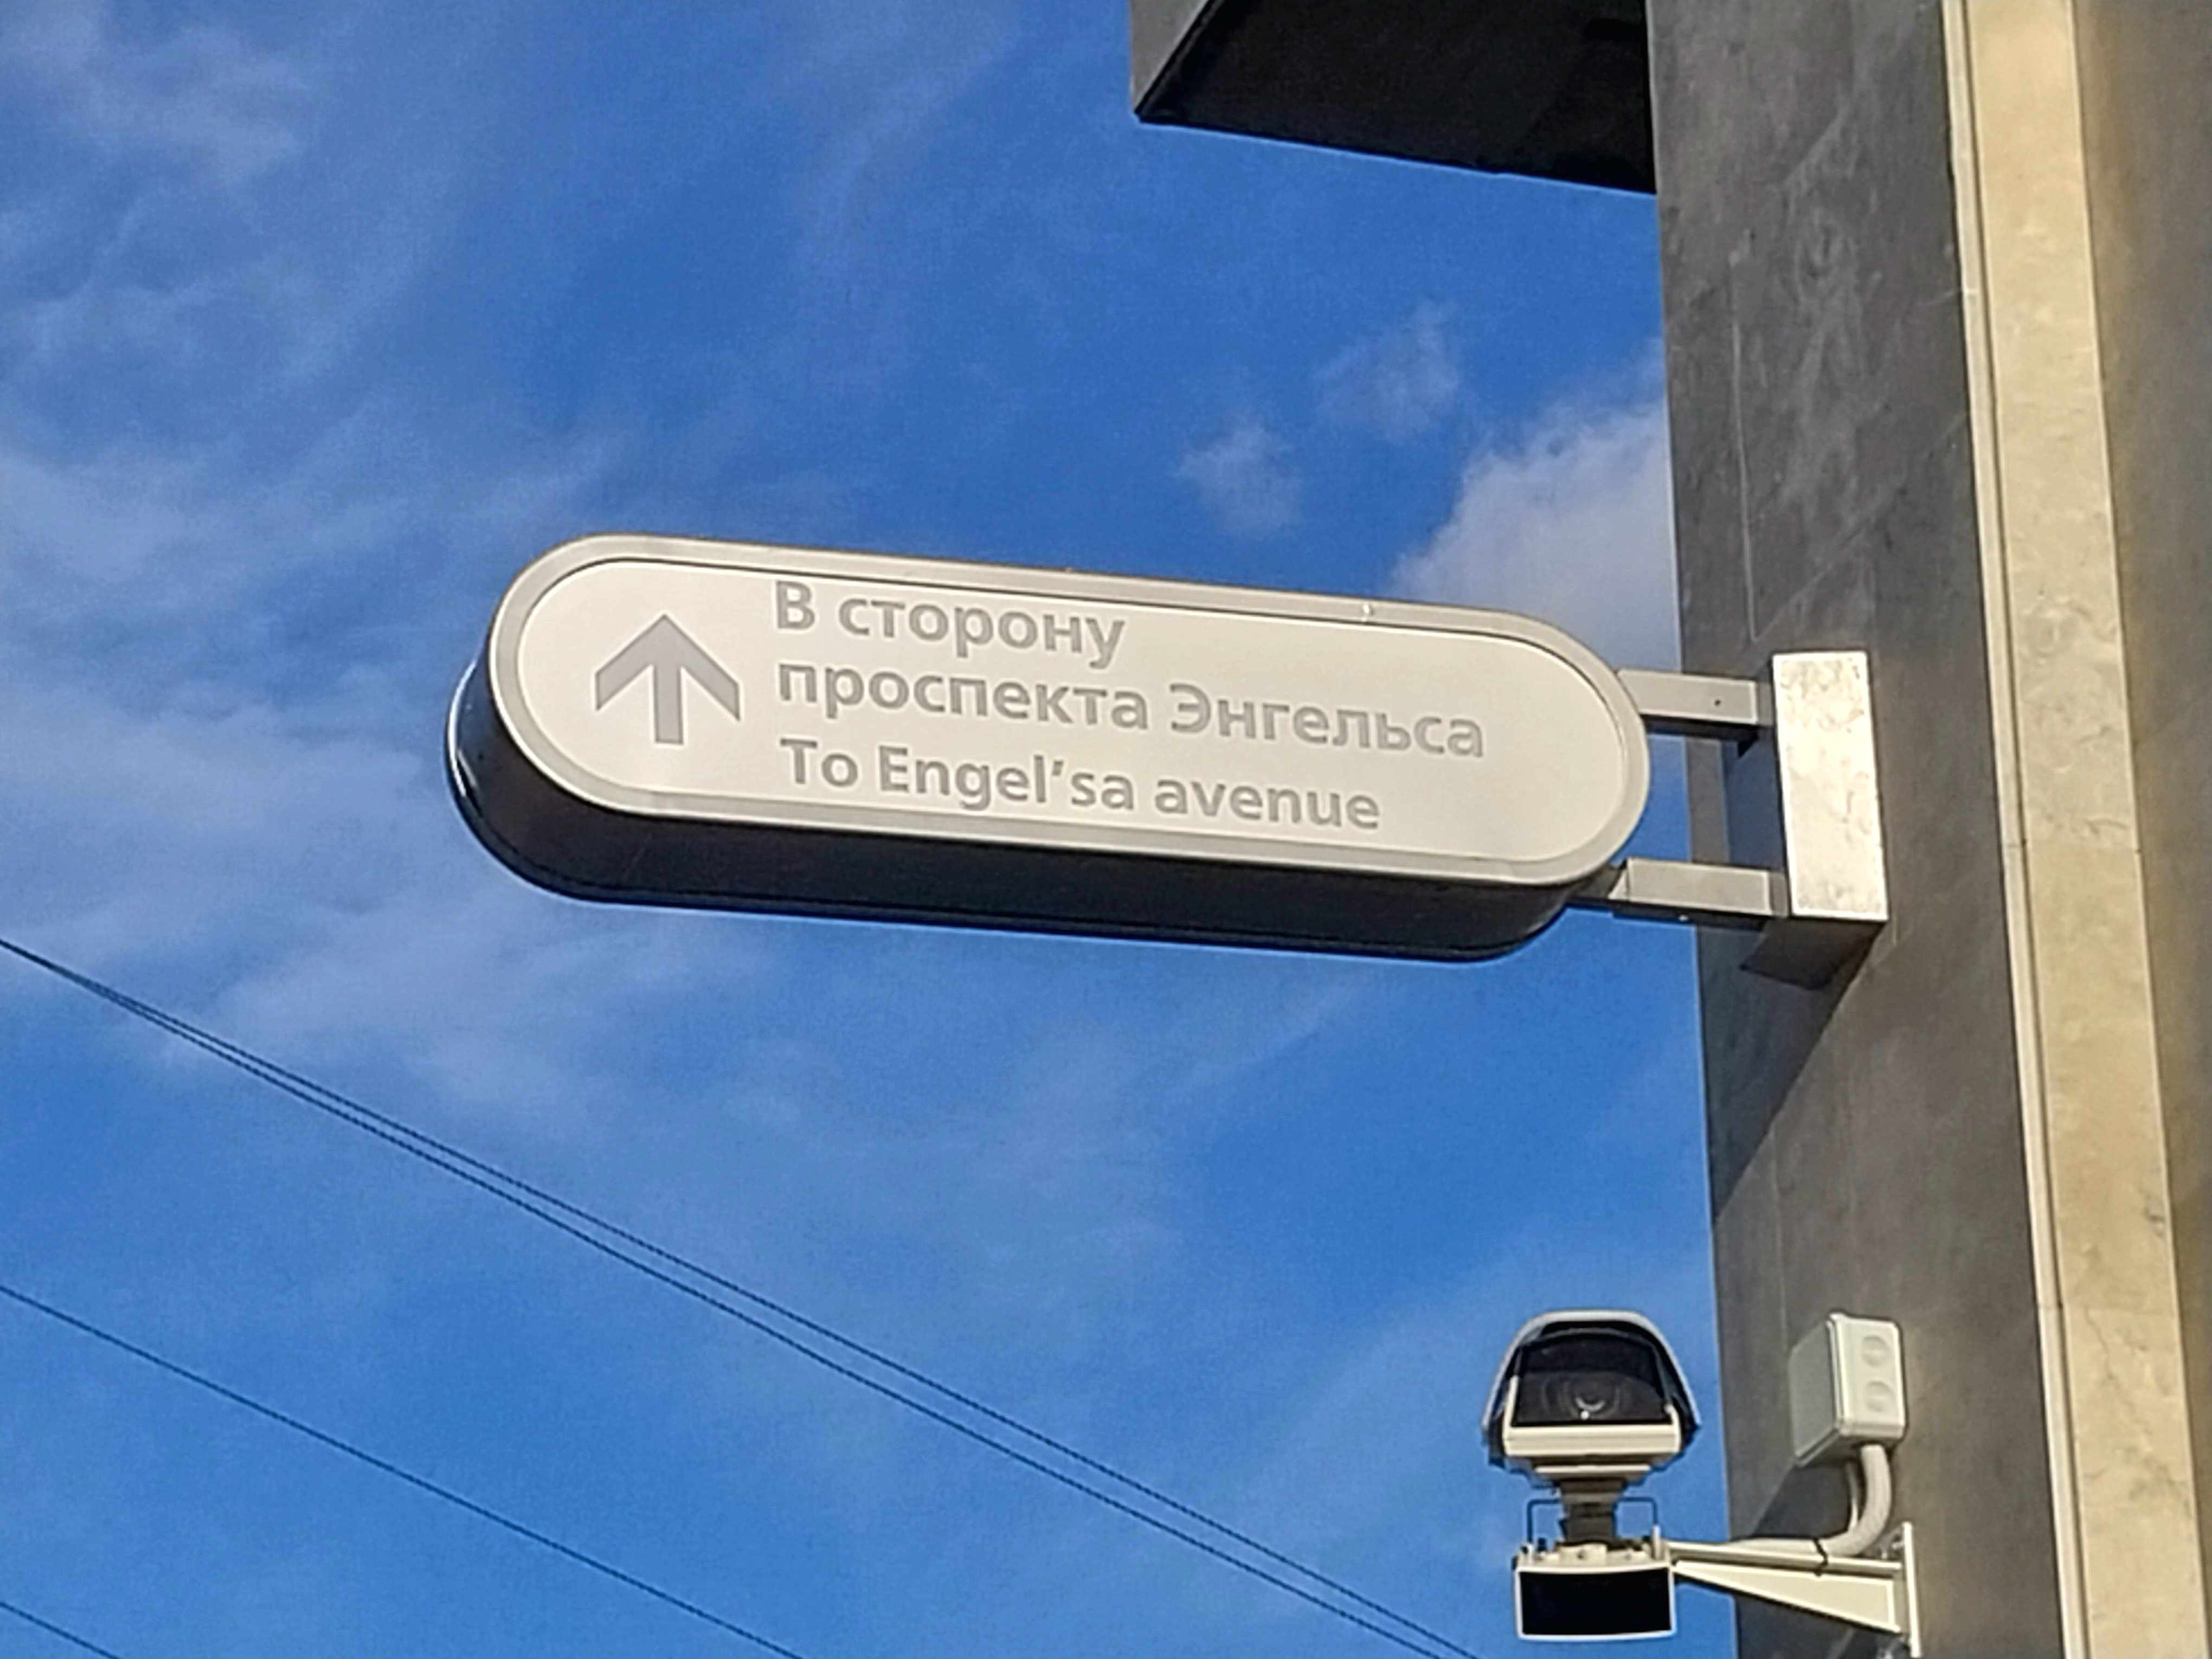 В сторону
проспекта Энгельса
To Engel’sa avenue